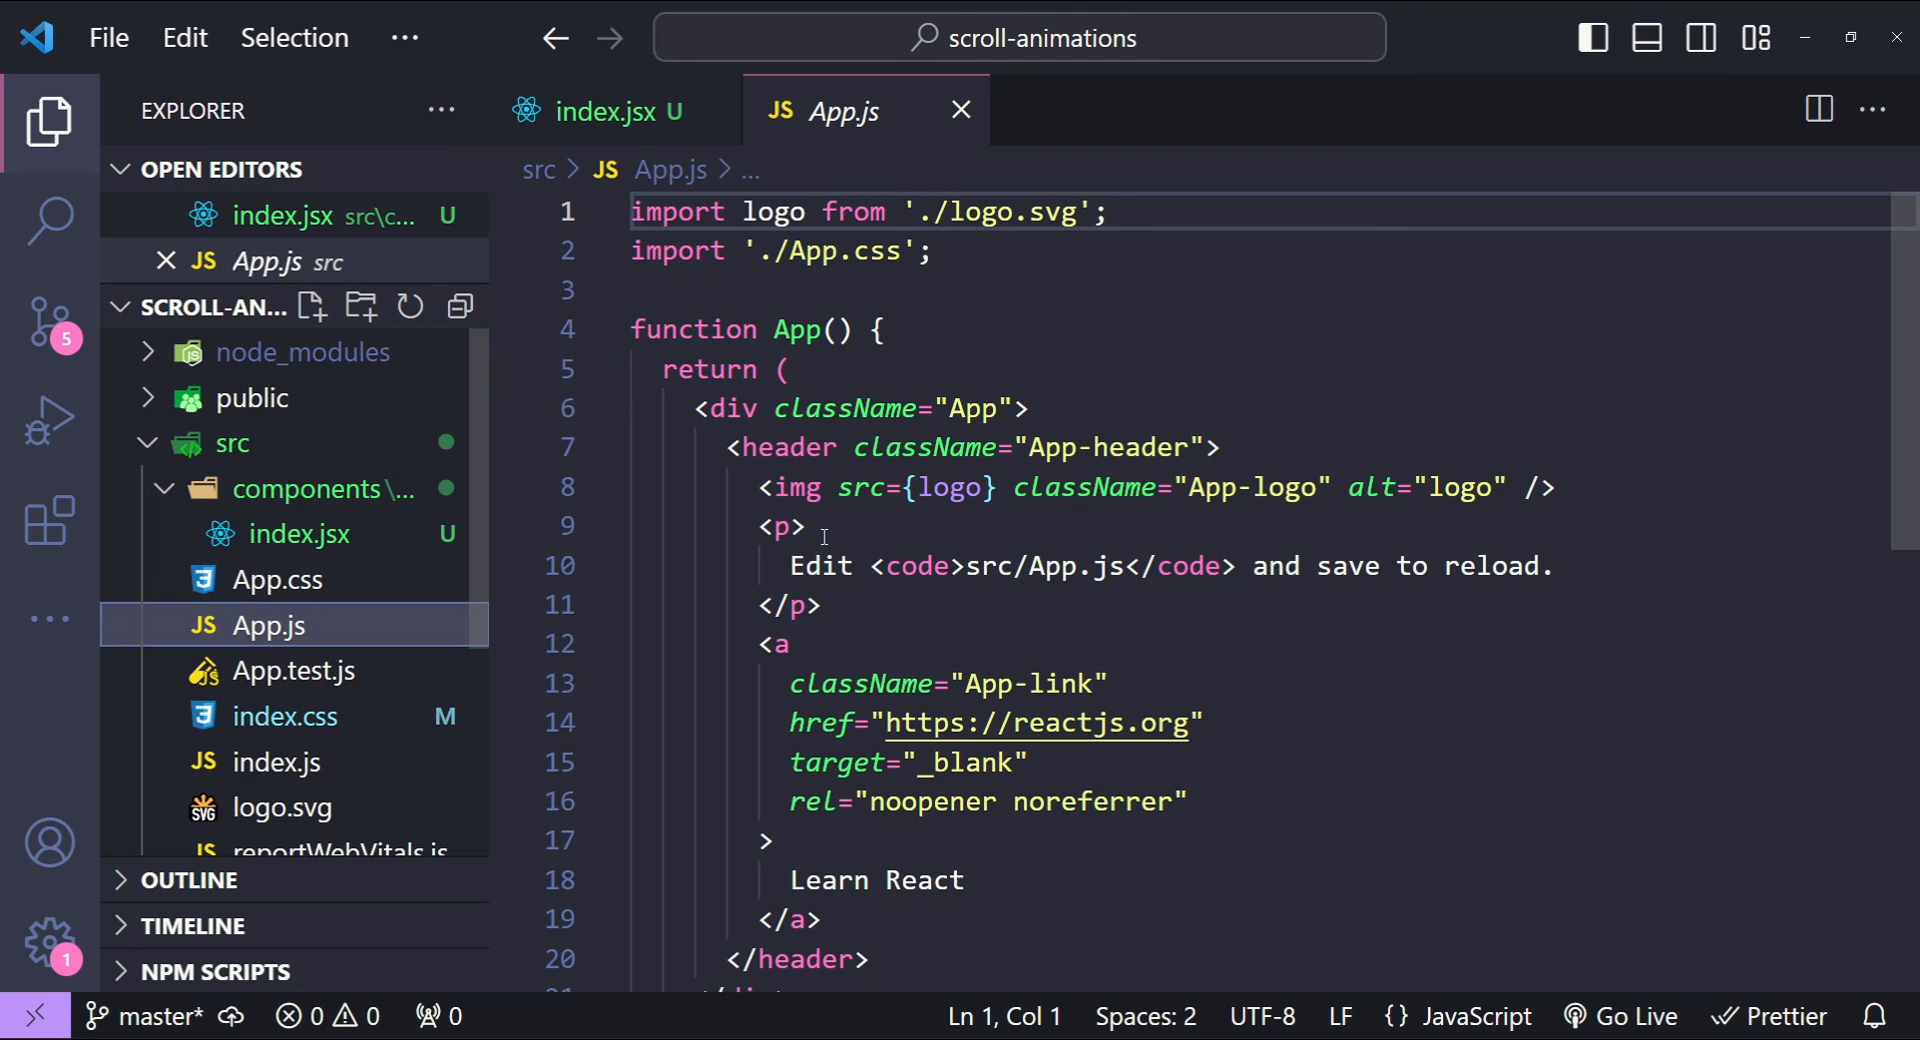 File Edit Selection ... scroll-animations
EXPLORER ...
index.jsx U
JS App.js
OPEN EDITORS
index.jsx src\c... U
JS App.js src
SCROLL-AN...
node_modules
public
src
components\...
index.jsx U
App.css
JS App.js
App.test.js
index.css M
JS index.js
SVG logo.svg
JS reportWebVitals.js
OUTLINE
TIMELINE
NPM SCRIPTS
5
1
src > JS App.js > ...
1 import logo from './logo.svg';
2 import './App.css';
3
4 function App() {
5 return (
6 <div className="App">
7 <header className="App-header">
8 <img src={logo} className="App-logo" alt="logo" />
9 <p>
10 Edit <code>src/App.js</code> and save to reload.
11 </p>
12 <a
13 className="App-link"
14 href="https://reactjs.org"
15 target="_blank"
16 rel="noopener noreferrer"
17 >
18 Learn React
19 </a>
20 </header>
master* 0 0 0 Ln 1, Col 1 Spaces: 2 UTF-8 LF {} JavaScript Go Live Prettier